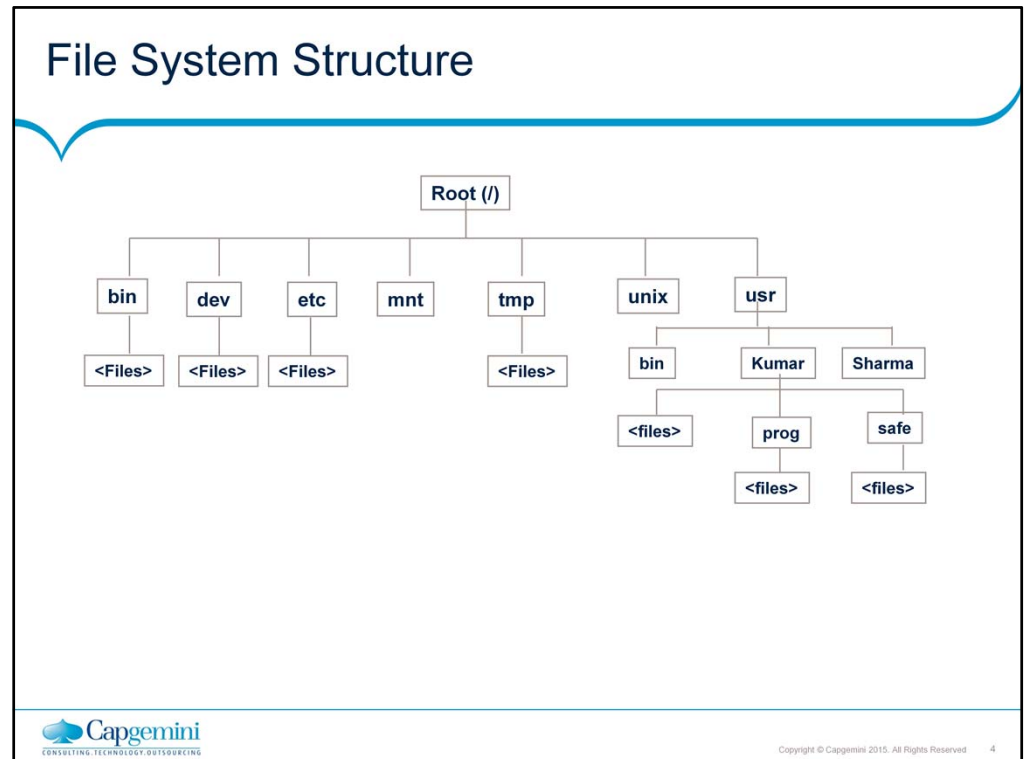 File System Structure
Root (/)
bin dev etc mnt tmp unix usr
<Files> <Files> <Files> <Files>
bin Kumar Sharma
<files> prog safe
<files> <files>
Capgemini
CONSULTING.TECHNOLOGY.OUTSOURCING
Copyright © Capgemini 2015. All Rights Reserved 4